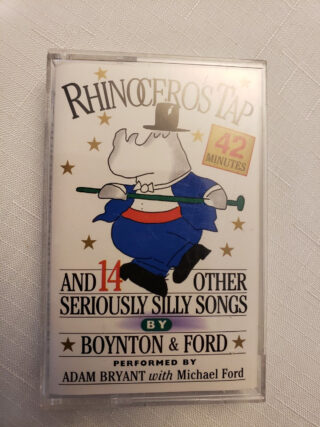 RHINOCEROS TAP
42
MINUTES
AND 14 OTHER
SERIOUSLY SILLY SONGS
BY
BOYNTON & FORD
PERFORMED BY
ADAM BRYANT with Michael Ford